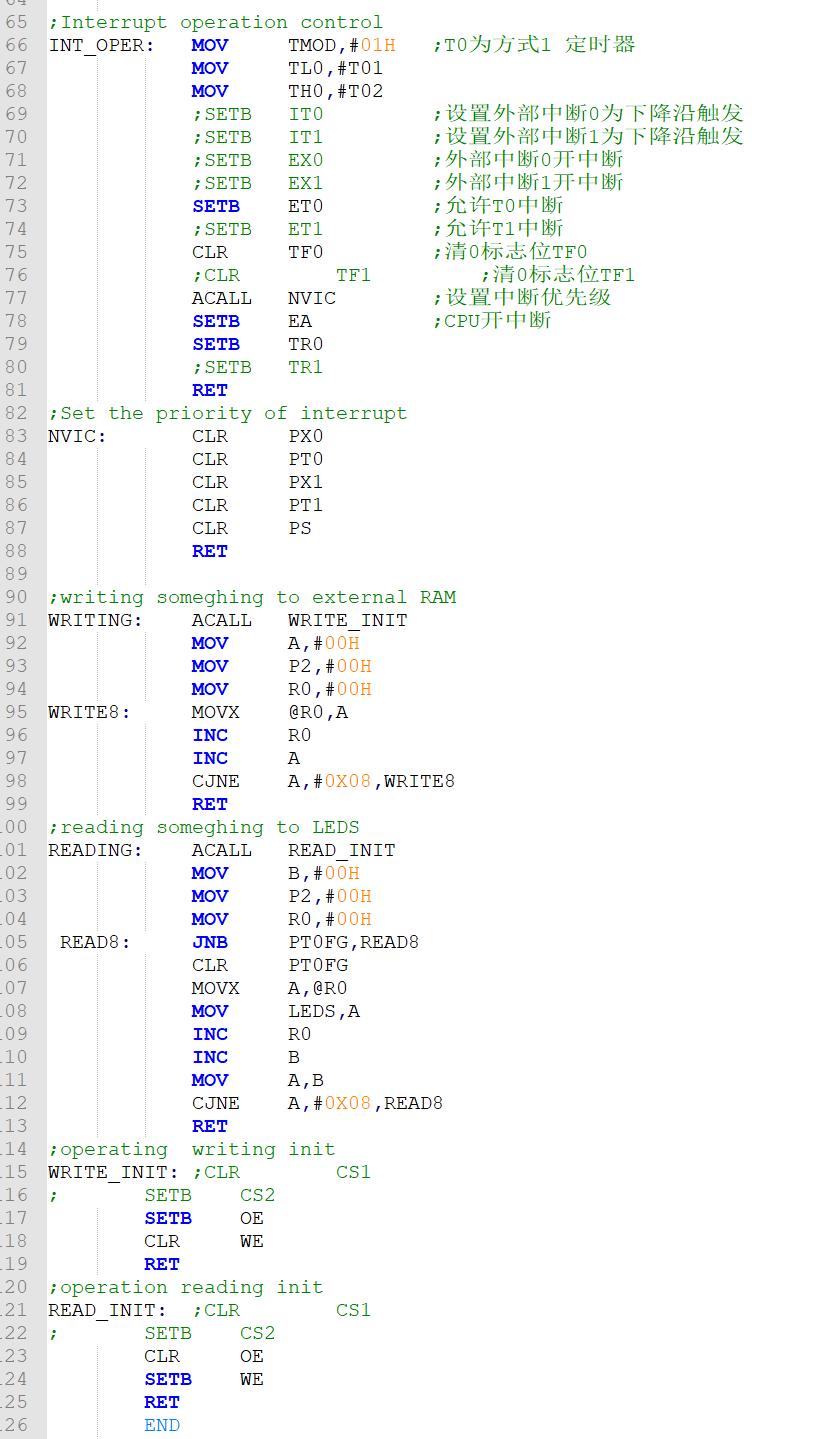 65 ;Interrupt operation control
66 INT_OPER: MOV TMOD,#01H ;T0为方式1 定时器
67 MOV TL0,#T01
68 MOV TH0,#T02
69 ;SETB IT0 ;设置外部中断0为下降沿触发
70 ;SETB IT1 ;设置外部中断1为下降沿触发
71 ;SETB EX0 ;外部中断0开中断
72 ;SETB EX1 ;外部中断1开中断
73 SETB ET0 ;允许T0中断
74 ;SETB ET1 ;允许T1中断
75 CLR TF0 ;清0标志位TF0
76 ;CLR TF1 ;清0标志位TF1
77 ACALL NVIC ;设置中断优先级
78 SETB EA ;CPU开中断
79 SETB TR0
80 ;SETB TR1
81 RET
82 ;Set the priority of interrupt
83 NVIC: CLR PX0
84 CLR PT0
85 CLR PX1
86 CLR PT1
87 CLR PS
88 RET
89
90 ;writing someghing to external RAM
91 WRITING: ACALL WRITE_INIT
92 MOV A,#00H
93 MOV P2,#00H
94 MOV R0,#00H
95 WRITE8: MOVX @R0,A
96 INC R0
97 INC A
98 CJNE A,#0X08,WRITE8
99 RET
00 ;reading someghing to LEDS
01 READING: ACALL READ_INIT
02 MOV B,#00H
03 MOV P2,#00H
04 MOV R0,#00H
05 READ8: JNB PT0FG,READ8
06 CLR PT0FG
07 MOVX A,@R0
08 MOV LEDS,A
09 INC R0
10 INC B
11 MOV A,B
12 CJNE A,#0X08,READ8
13 RET
14 ;operating writing init
15 WRITE_INIT: ;CLR CS1
16 ; SETB CS2
17 SETB OE
18 CLR WE
19 RET
20 ;operation reading init
21 READ_INIT: ;CLR CS1
22 ; SETB CS2
23 CLR OE
24 SETB WE
25 RET
26 END